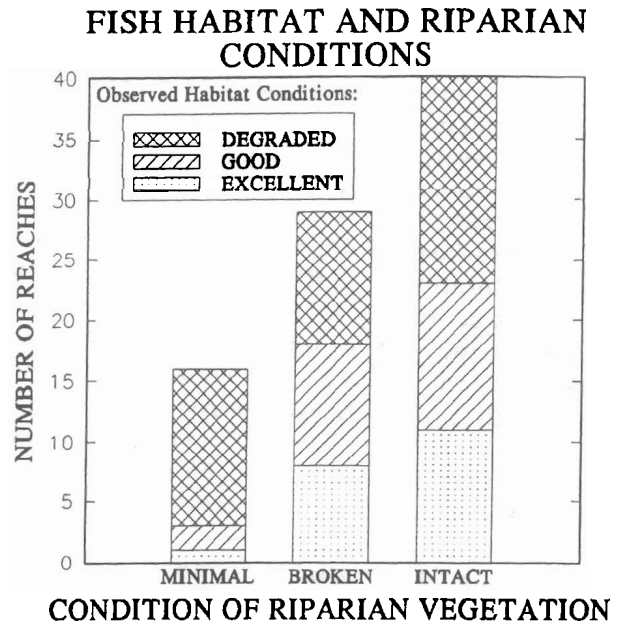 FISH HABITAT AND RIPARIAN
CONDITIONS
Observed Habitat Conditions:
DEGRADED
GOOD
EXCELLENT
NUMBER OF REACHES
40
35
30
25
20
15
10
5
0
MINIMAL BROKEN INTACT
CONDITION OF RIPARIAN VEGETATION